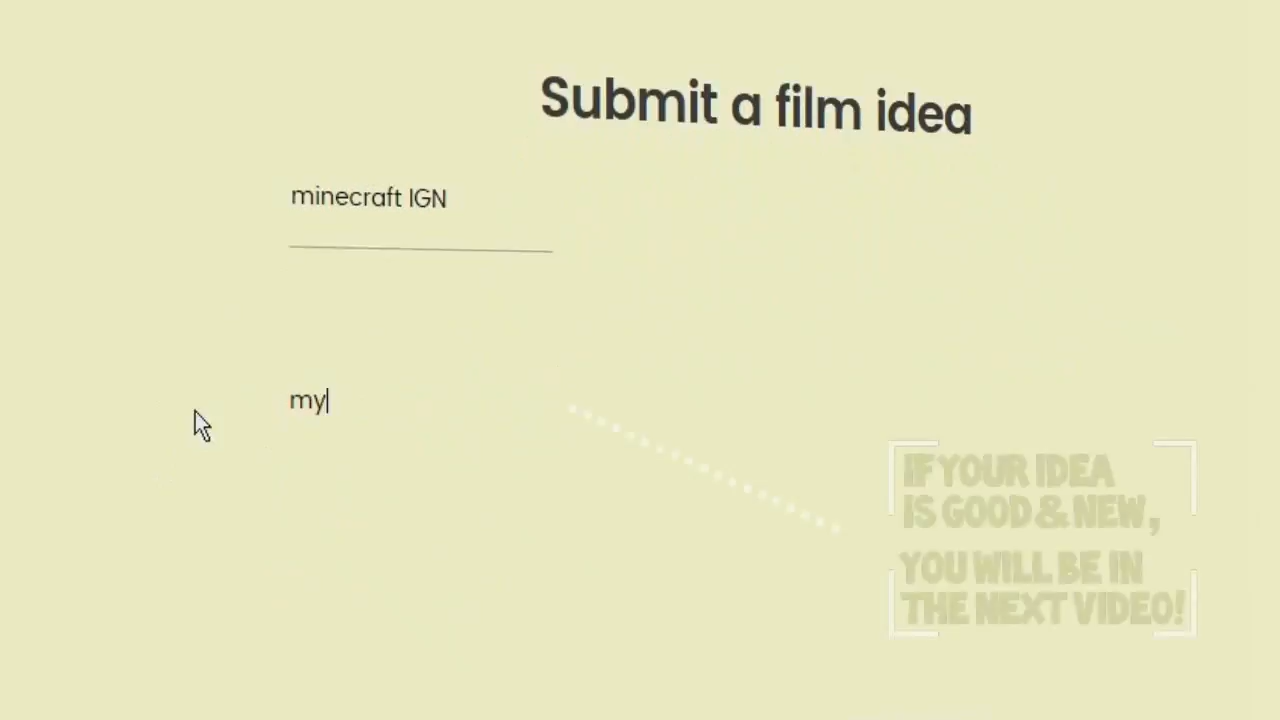 Submit a film idea
minecraft IGN
my
IF YOUR IDEA
IS GOOD & NEW,
YOU WILL BE IN
THE NEXT VIDEO!